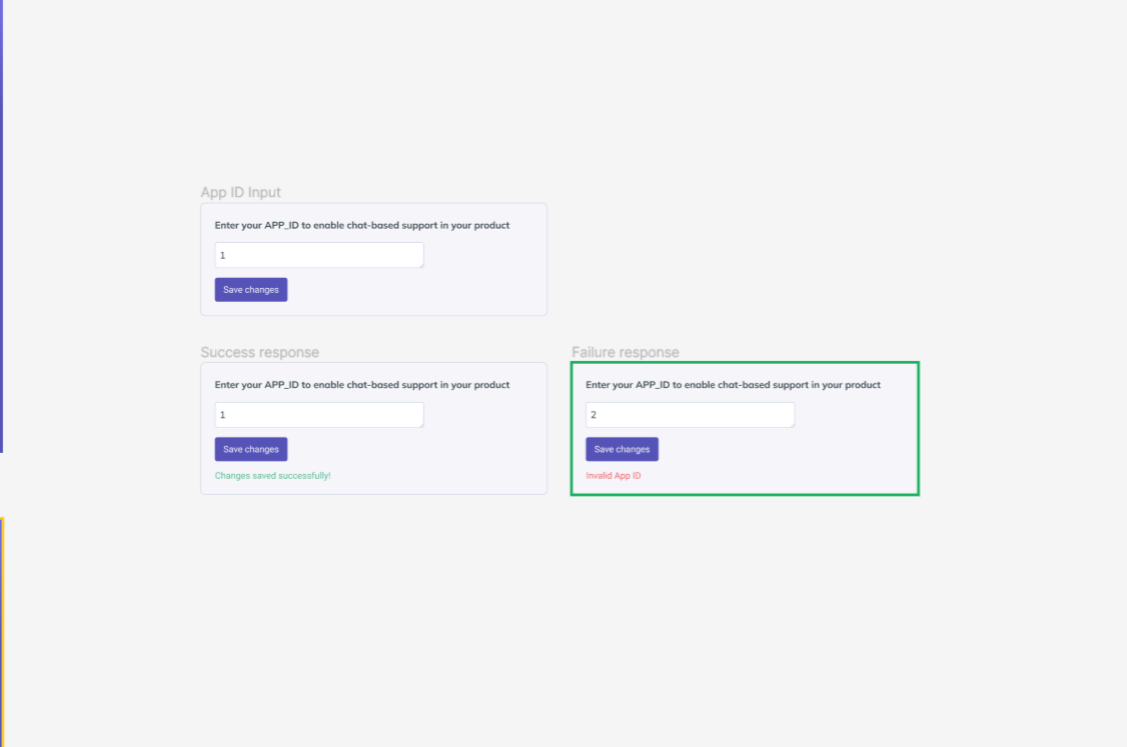 App ID Input
Enter your APP_ID to enable chat-based support in your product
1
Save changes
Success response
Enter your APP_ID to enable chat-based support in your product
1
Save changes
Changes saved successfully!
Failure response
Enter your APP_ID to enable chat-based support in your product
2
Save changes
Invalid App ID